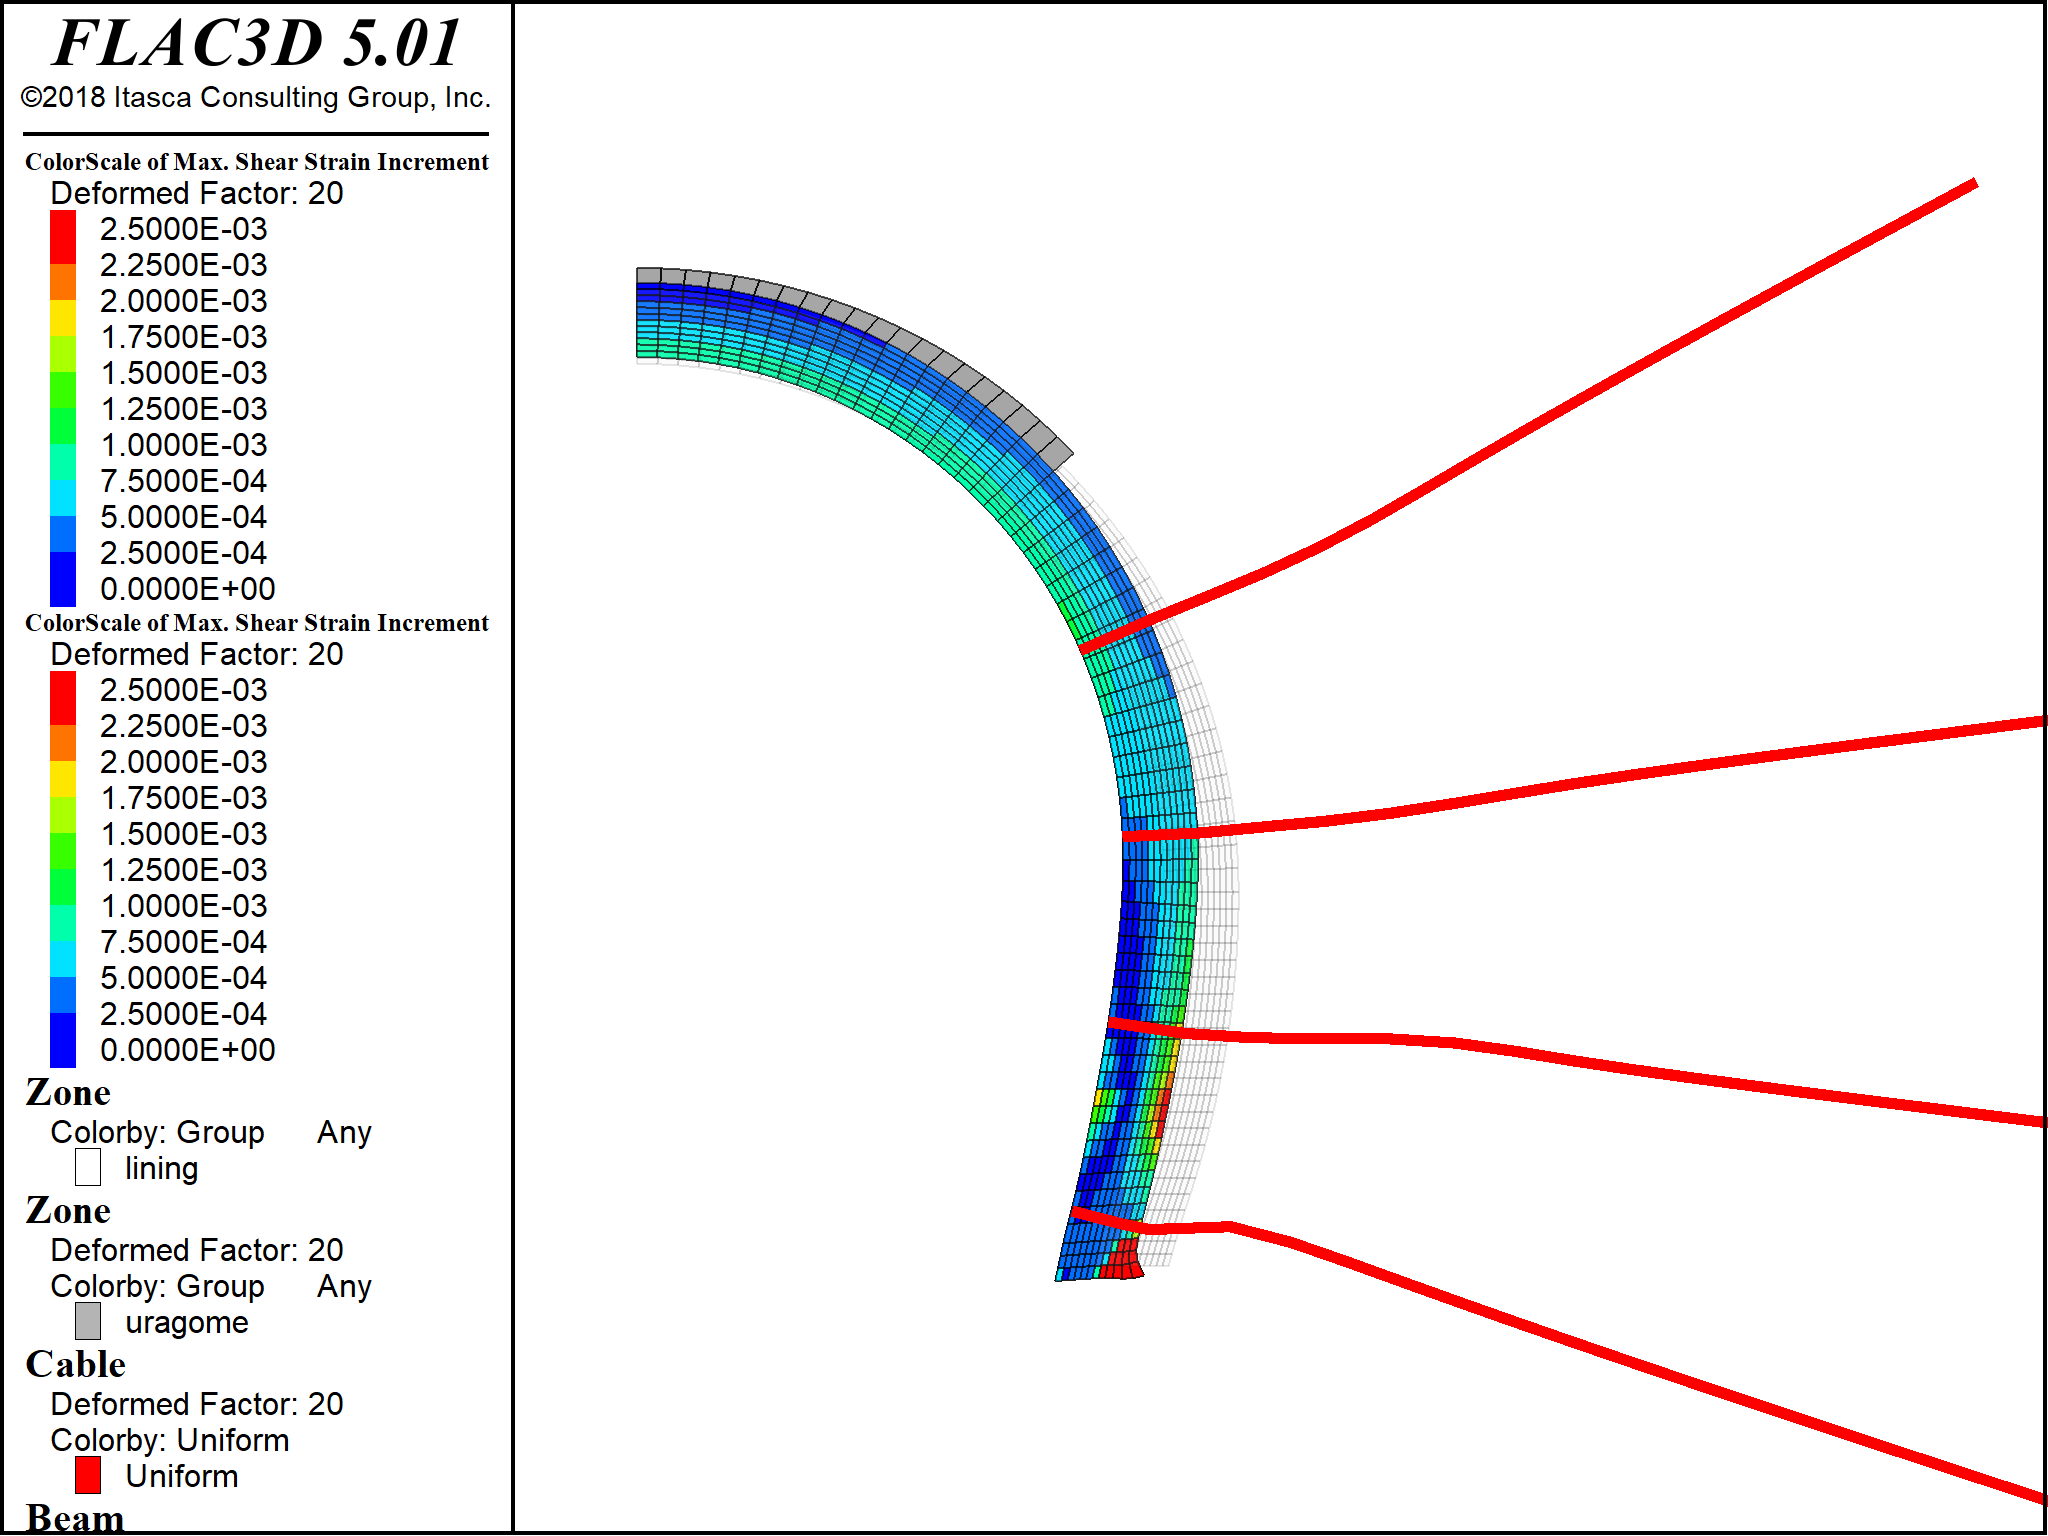 FLAC3D 5.01
©2018 Itasca Consulting Group, Inc.
ColorScale of Max. Shear Strain Increment
Deformed Factor: 20
2.5000E-03
2.2500E-03
2.0000E-03
1.7500E-03
1.5000E-03
1.2500E-03
1.0000E-03
7.5000E-04
5.0000E-04
2.5000E-04
0.0000E+00
ColorScale of Max. Shear Strain Increment
Deformed Factor: 20
2.5000E-03
2.2500E-03
2.0000E-03
1.7500E-03
1.5000E-03
1.2500E-03
1.0000E-03
7.5000E-04
5.0000E-04
2.5000E-04
0.0000E+00
Zone
Colorby: Group Any
lining
Zone
Deformed Factor: 20
Colorby: Group Any
uragome
Cable
Deformed Factor: 20
Colorby: Uniform
Uniform
Beam